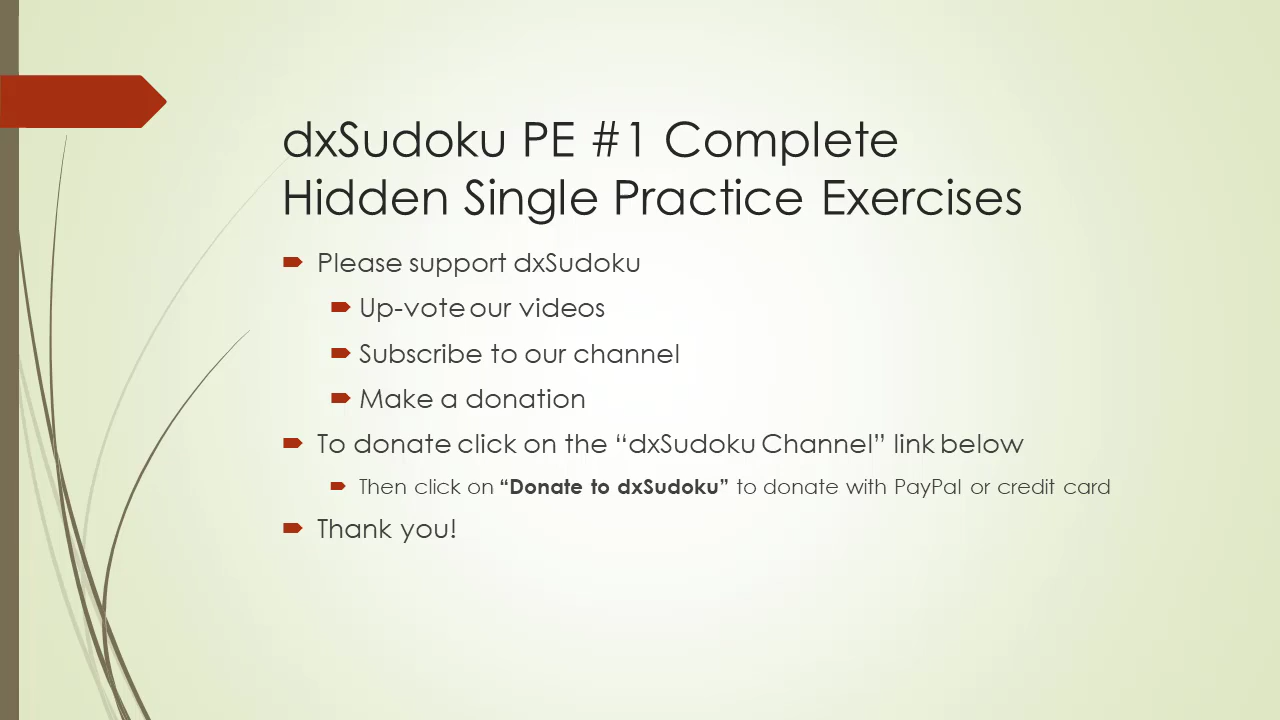 dxSudoku PE #1 Complete
Hidden Single Practice Exercises
Please support dxSudoku
Up-vote our videos
Subscribe to our channel
Make a donation
To donate click on the “dxSudoku Channel” link below
Then click on “Donate to dxSudoku” to donate with PayPal or credit card
Thank you!